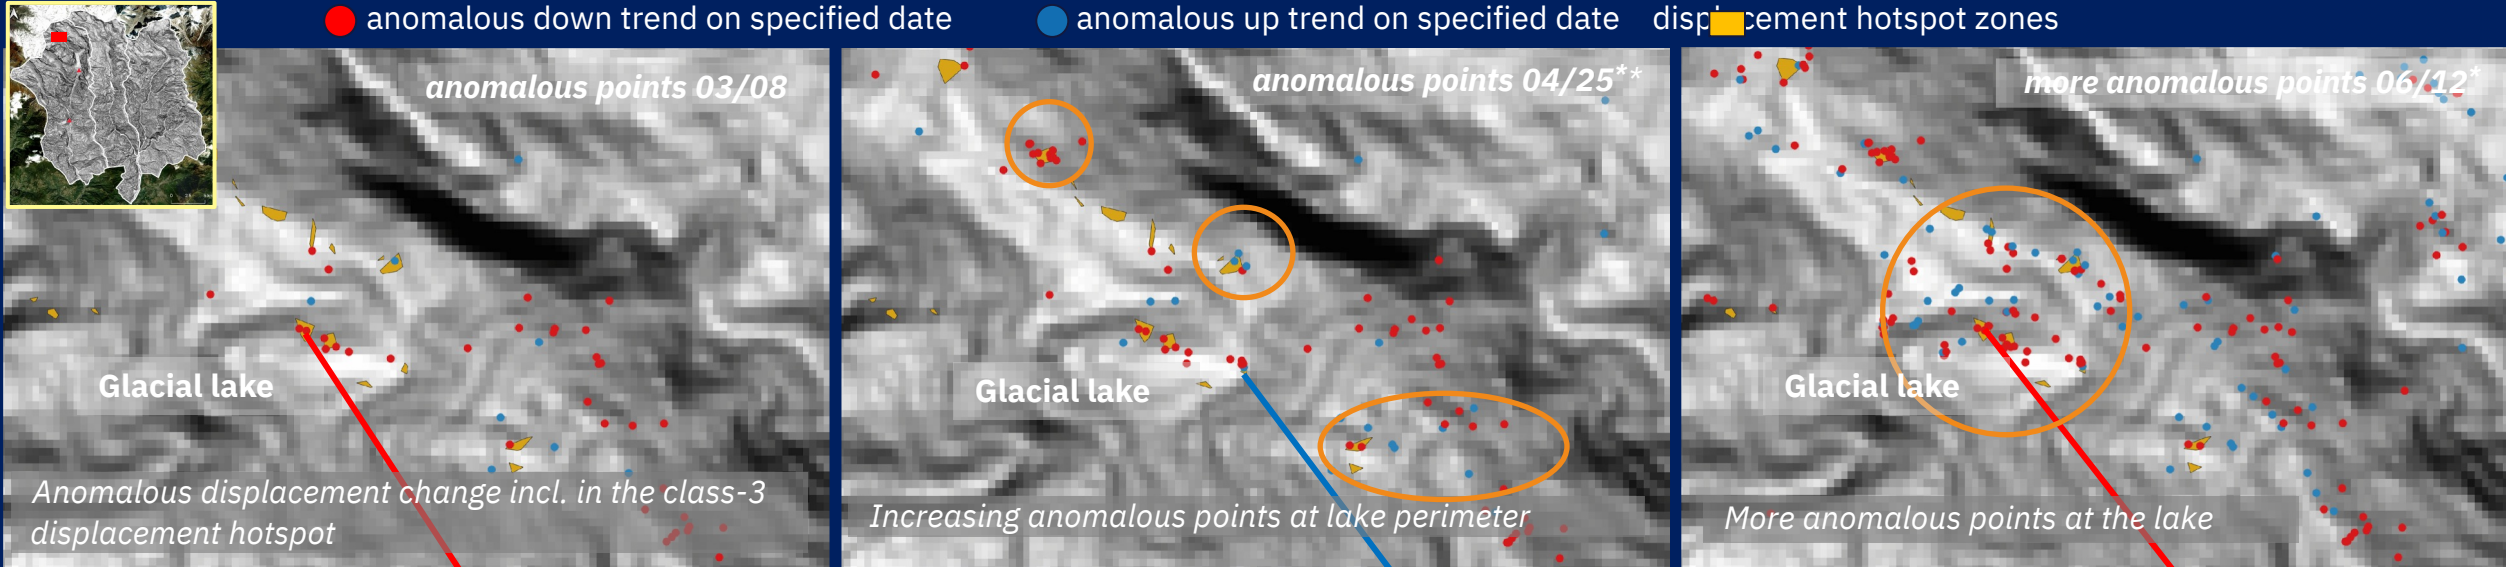 anomalous down trend on specified date
anomalous up trend on specified date
displacement hotspot zones
anomalous points 03/08
Glacial lake
Anomalous displacement change incl. in the class-3
displacement hotspot
anomalous points 04/25**
Glacial lake
Increasing anomalous points at lake perimeter
more anomalous points 06/12*
Glacial lake
More anomalous points at the lake